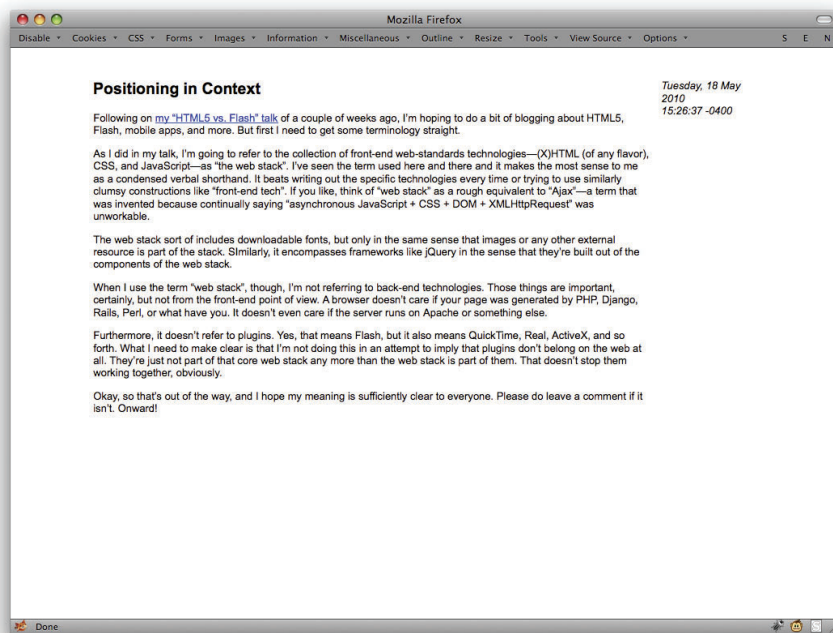 Mozilla Firefox
Disable Cookies CSS Forms Images Information Miscellaneous Outline Resize Tools View Source Options S E N
Positioning in Context
Tuesday, 18 May
2010
15:26:37 -0400
Following on my “HTML5 vs. Flash” talk of a couple of weeks ago, I’m hoping to do a bit of blogging about HTML5,
Flash, mobile apps, and more. But first I need to get some terminology straight.
As I did in my talk, I’m going to refer to the collection of front-end web-standards technologies—(X)HTML (of any flavor),
CSS, and JavaScript—as “the web stack”. I’ve seen the term used here and there and it makes the most sense to me
as a condensed verbal shorthand. It beats writing out the specific technologies every time or trying to use similarly
clumsy constructions like “front-end tech”. If you like, think of “web stack” as a rough equivalent to “Ajax”—a term that
was invented because continually saying “asynchronous JavaScript + CSS + DOM + XMLHttpRequest” was
unworkable.
The web stack sort of includes downloadable fonts, but only in the same sense that images or any other external
resource is part of the stack. SImilarly, it encompasses frameworks like jQuery in the sense that they’re built out of the
components of the web stack.
When I use the term “web stack”, though, I’m not referring to back-end technologies. Those things are important,
certainly, but not from the front-end point of view. A browser doesn’t care if your page was generated by PHP, Django,
Rails, Perl, or what have you. It doesn’t even care if the server runs on Apache or something else.
Furthermore, it doesn’t refer to plugins. Yes, that means Flash, but it also means QuickTime, Real, ActiveX, and so
forth. What I need to make clear is that I’m not doing this in an attempt to imply that plugins don’t belong on the web at
all. They’re just not part of that core web stack any more than the web stack is part of them. That doesn’t stop them
working together, obviously.
Okay, so that’s out of the way, and I hope my meaning is sufficiently clear to everyone. Please do leave a comment if it
isn’t. Onward!
Done